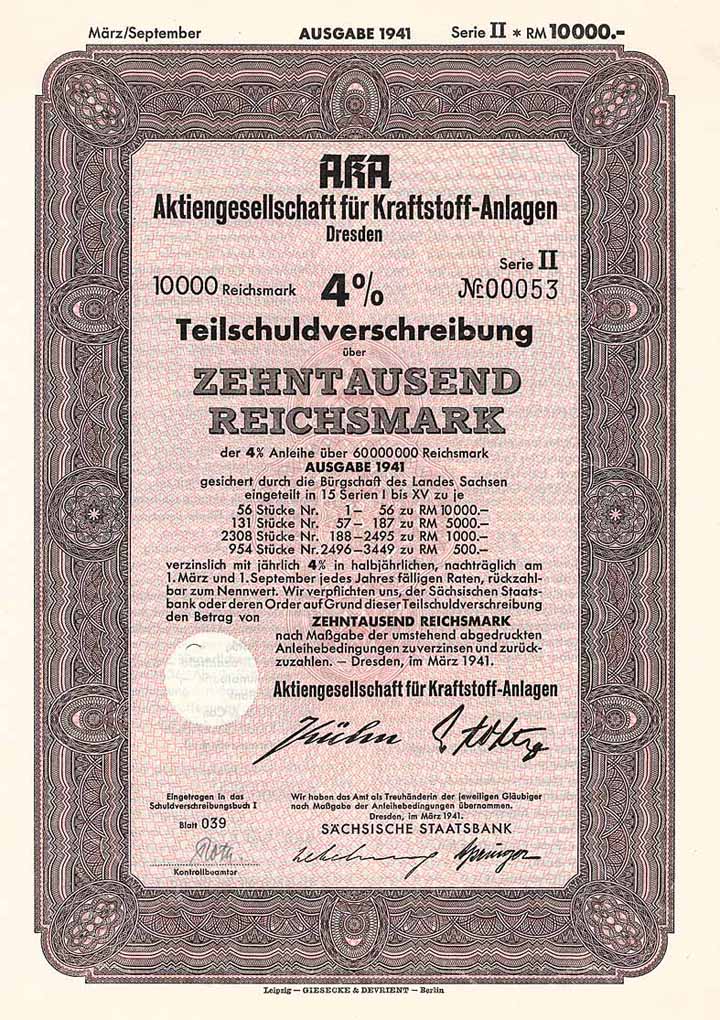 März/September AUSGABE 1941 Serie II * RM 10000.–
AKA
Aktiengesellschaft für Kraftstoff-Anlagen
Dresden
Serie II
10000 Reichsmark 4% № 00053
Teilschuldverschreibung
über
ZEHNTAUSEND
REICHSMARK
der 4% Anleihe über 60000000 Reichsmark
AUSGABE 1941
gesichert durch die Bürgschaft des Landes Sachsen
eingeteilt in 15 Serien I bis XV zu je
56 Stücke Nr. 1– 56 zu RM 10000.–
131 Stücke Nr. 57– 187 zu RM 5000.–
2308 Stücke Nr. 188–2495 zu RM 1000.–
954 Stücke Nr. 2496–3449 zu RM 500.–
verzinslich mit jährlich 4% in halbjährlichen, nachträglich am
1. März und 1. September jedes Jahres fälligen Raten, rückzahl-
bar zum Nennwert. Wir verpflichten uns, der Sächsischen Staats-
bank oder deren Order auf Grund dieser Teilschuldverschreibung
den Betrag von
ZEHNTAUSEND REICHSMARK
nach Maßgabe der umstehend abgedruckten
Anleihebedingungen zu verzinsen und zurück-
zuzahlen. – Dresden, im März 1941.
Aktiengesellschaft für Kraftstoff-Anlagen
Kühn
Eingetragen in das
Schuldverschreibungsbuch I
Blatt 039
Kontrollbeamter
Wir haben das Amt als Treuhänderin der jeweiligen Gläubiger
nach Maßgabe der Anleihebedingungen übernommen.
Dresden, im März 1941.
SÄCHSISCHE STAATSBANK
Springer
Leipzig – GIESECKE & DEVRIENT – Berlin